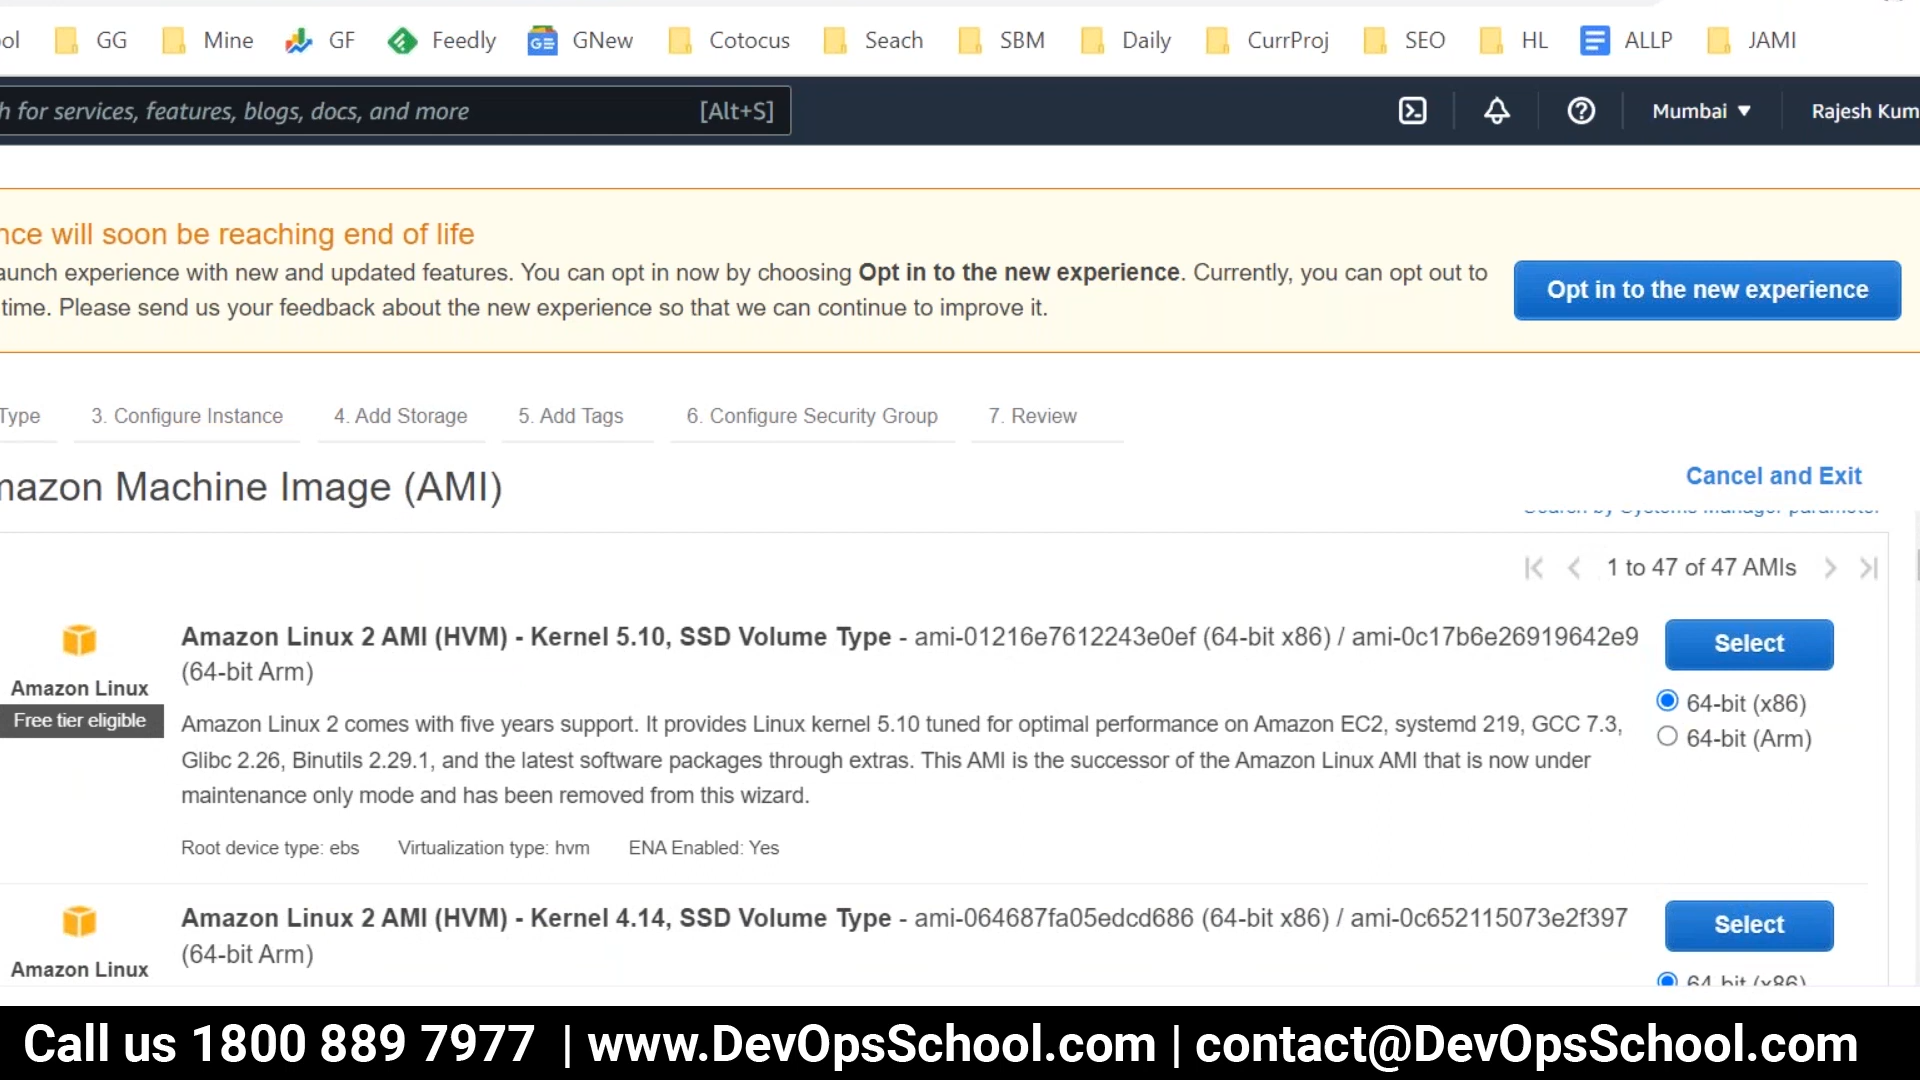 ol GG Mine GF Feedly GE GNew Cotocus Seach SBM Daily CurrProj SEO HL ALLP JAMI
h for services, features, blogs, docs, and more [Alt+S] Mumbai ▼ Rajesh Kum
nce will soon be reaching end of life
aunch experience with new and updated features. You can opt in now by choosing Opt in to the new experience. Currently, you can opt out to
time. Please send us your feedback about the new experience so that we can continue to improve it.
Opt in to the new experience
Type 3. Configure Instance 4. Add Storage 5. Add Tags 6. Configure Security Group 7. Review
mazon Machine Image (AMI)
Cancel and Exit
Search by Systems Manager parameter
1 to 47 of 47 AMIs
Amazon Linux
Free tier eligible
Amazon Linux 2 AMI (HVM) - Kernel 5.10, SSD Volume Type - ami-01216e7612243e0ef (64-bit x86) / ami-0c17b6e26919642e9
(64-bit Arm)
Amazon Linux 2 comes with five years support. It provides Linux kernel 5.10 tuned for optimal performance on Amazon EC2, systemd 219, GCC 7.3,
Glibc 2.26, Binutils 2.29.1, and the latest software packages through extras. This AMI is the successor of the Amazon Linux AMI that is now under
maintenance only mode and has been removed from this wizard.
Root device type: ebs Virtualization type: hvm ENA Enabled: Yes
Select
64-bit (x86)
64-bit (Arm)
Amazon Linux
Amazon Linux 2 AMI (HVM) - Kernel 4.14, SSD Volume Type - ami-064687fa05edcd686 (64-bit x86) / ami-0c652115073e2f397
(64-bit Arm)
Select
64-bit (x86)
Call us 1800 889 7977 | www.DevOpsSchool.com | contact@DevOpsSchool.com